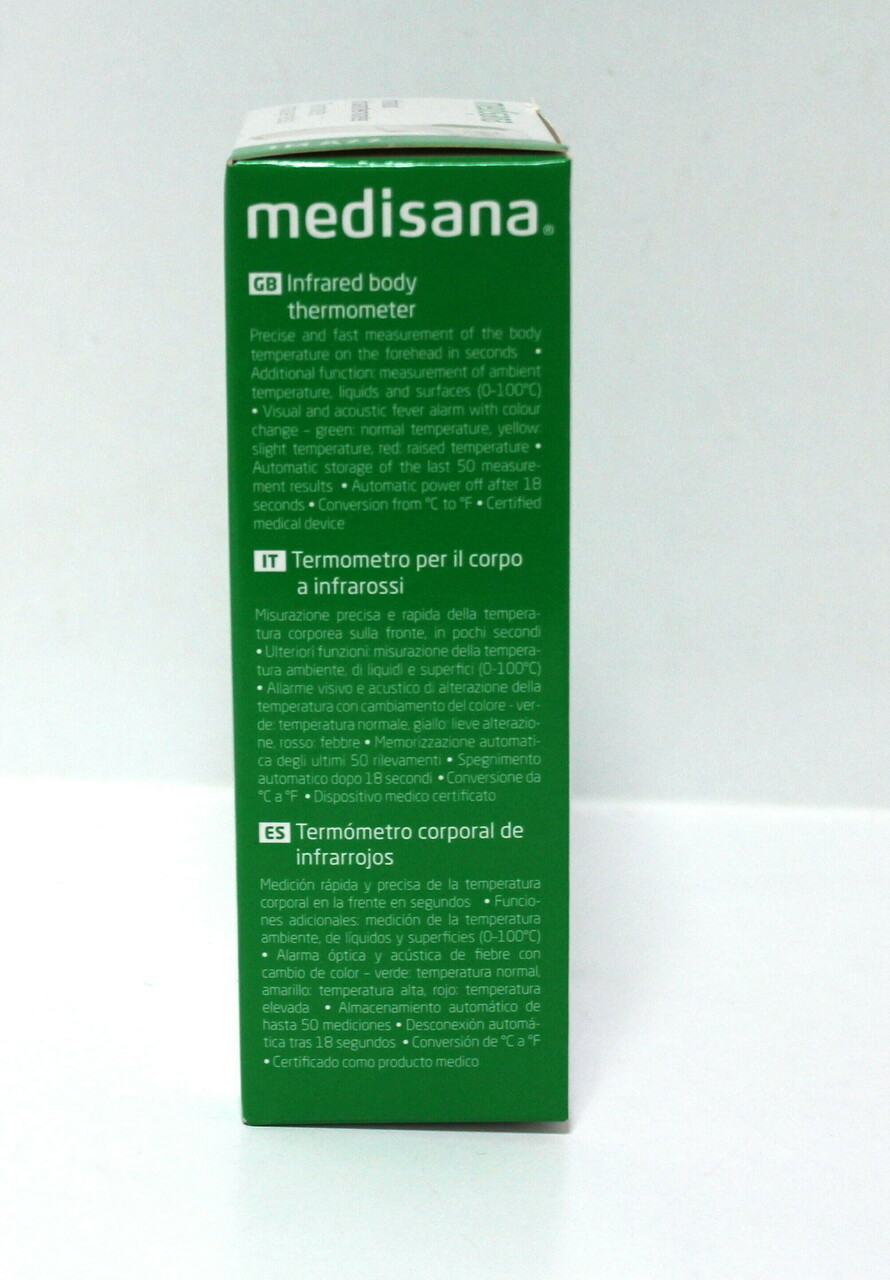 medisana®
GB Infrared body
thermometer
Precise and fast measurement of the body
temperature on the forehead in seconds •
Additional function: measurement of ambient
temperature, liquids and surfaces (0-100°C)
• Visual and acoustic fever alarm with colour
change – green: normal temperature, yellow:
slight temperature, red: raised temperature •
Automatic storage of the last 50 measure-
ment results • Automatic power off after 18
seconds • Conversion from °C to °F • Certified
medical device
IT Termometro per il corpo
a infrarossi
Misurazione precisa e rapida della tempera-
tura corporea sulla fronte, in pochi secondi
• Ulteriori funzioni: misurazione della tempera-
tura ambiente, di liquidi e superfici (0-100°C)
• Allarme visivo e acustico di alterazione della
temperatura con cambiamento del colore - ver-
de: temperatura normale, giallo: lieve alterazio-
ne, rosso: febbre • Memorizzazione automati-
ca degli ultimi 50 rilevamenti • Spegnimento
automatico dopo 18 secondi • Conversione da
°C a °F • Dispositivo medico certificato
ES Termómetro corporal de
infrarrojos
Medición rápida y precisa de la temperatura
corporal en la frente en segundos • Funcio-
nes adicionales: medición de la temperatura
ambiente, de líquidos y superficies (0-100°C)
• Alarma óptica y acústica de fiebre con
cambio de color – verde: temperatura normal,
amarillo: temperatura alta, rojo: temperatura
elevada • Almacenamiento automático de
hasta 50 mediciones • Desconexión automá-
tica tras 18 segundos • Conversión de °C a °F
• Certificado como producto medico